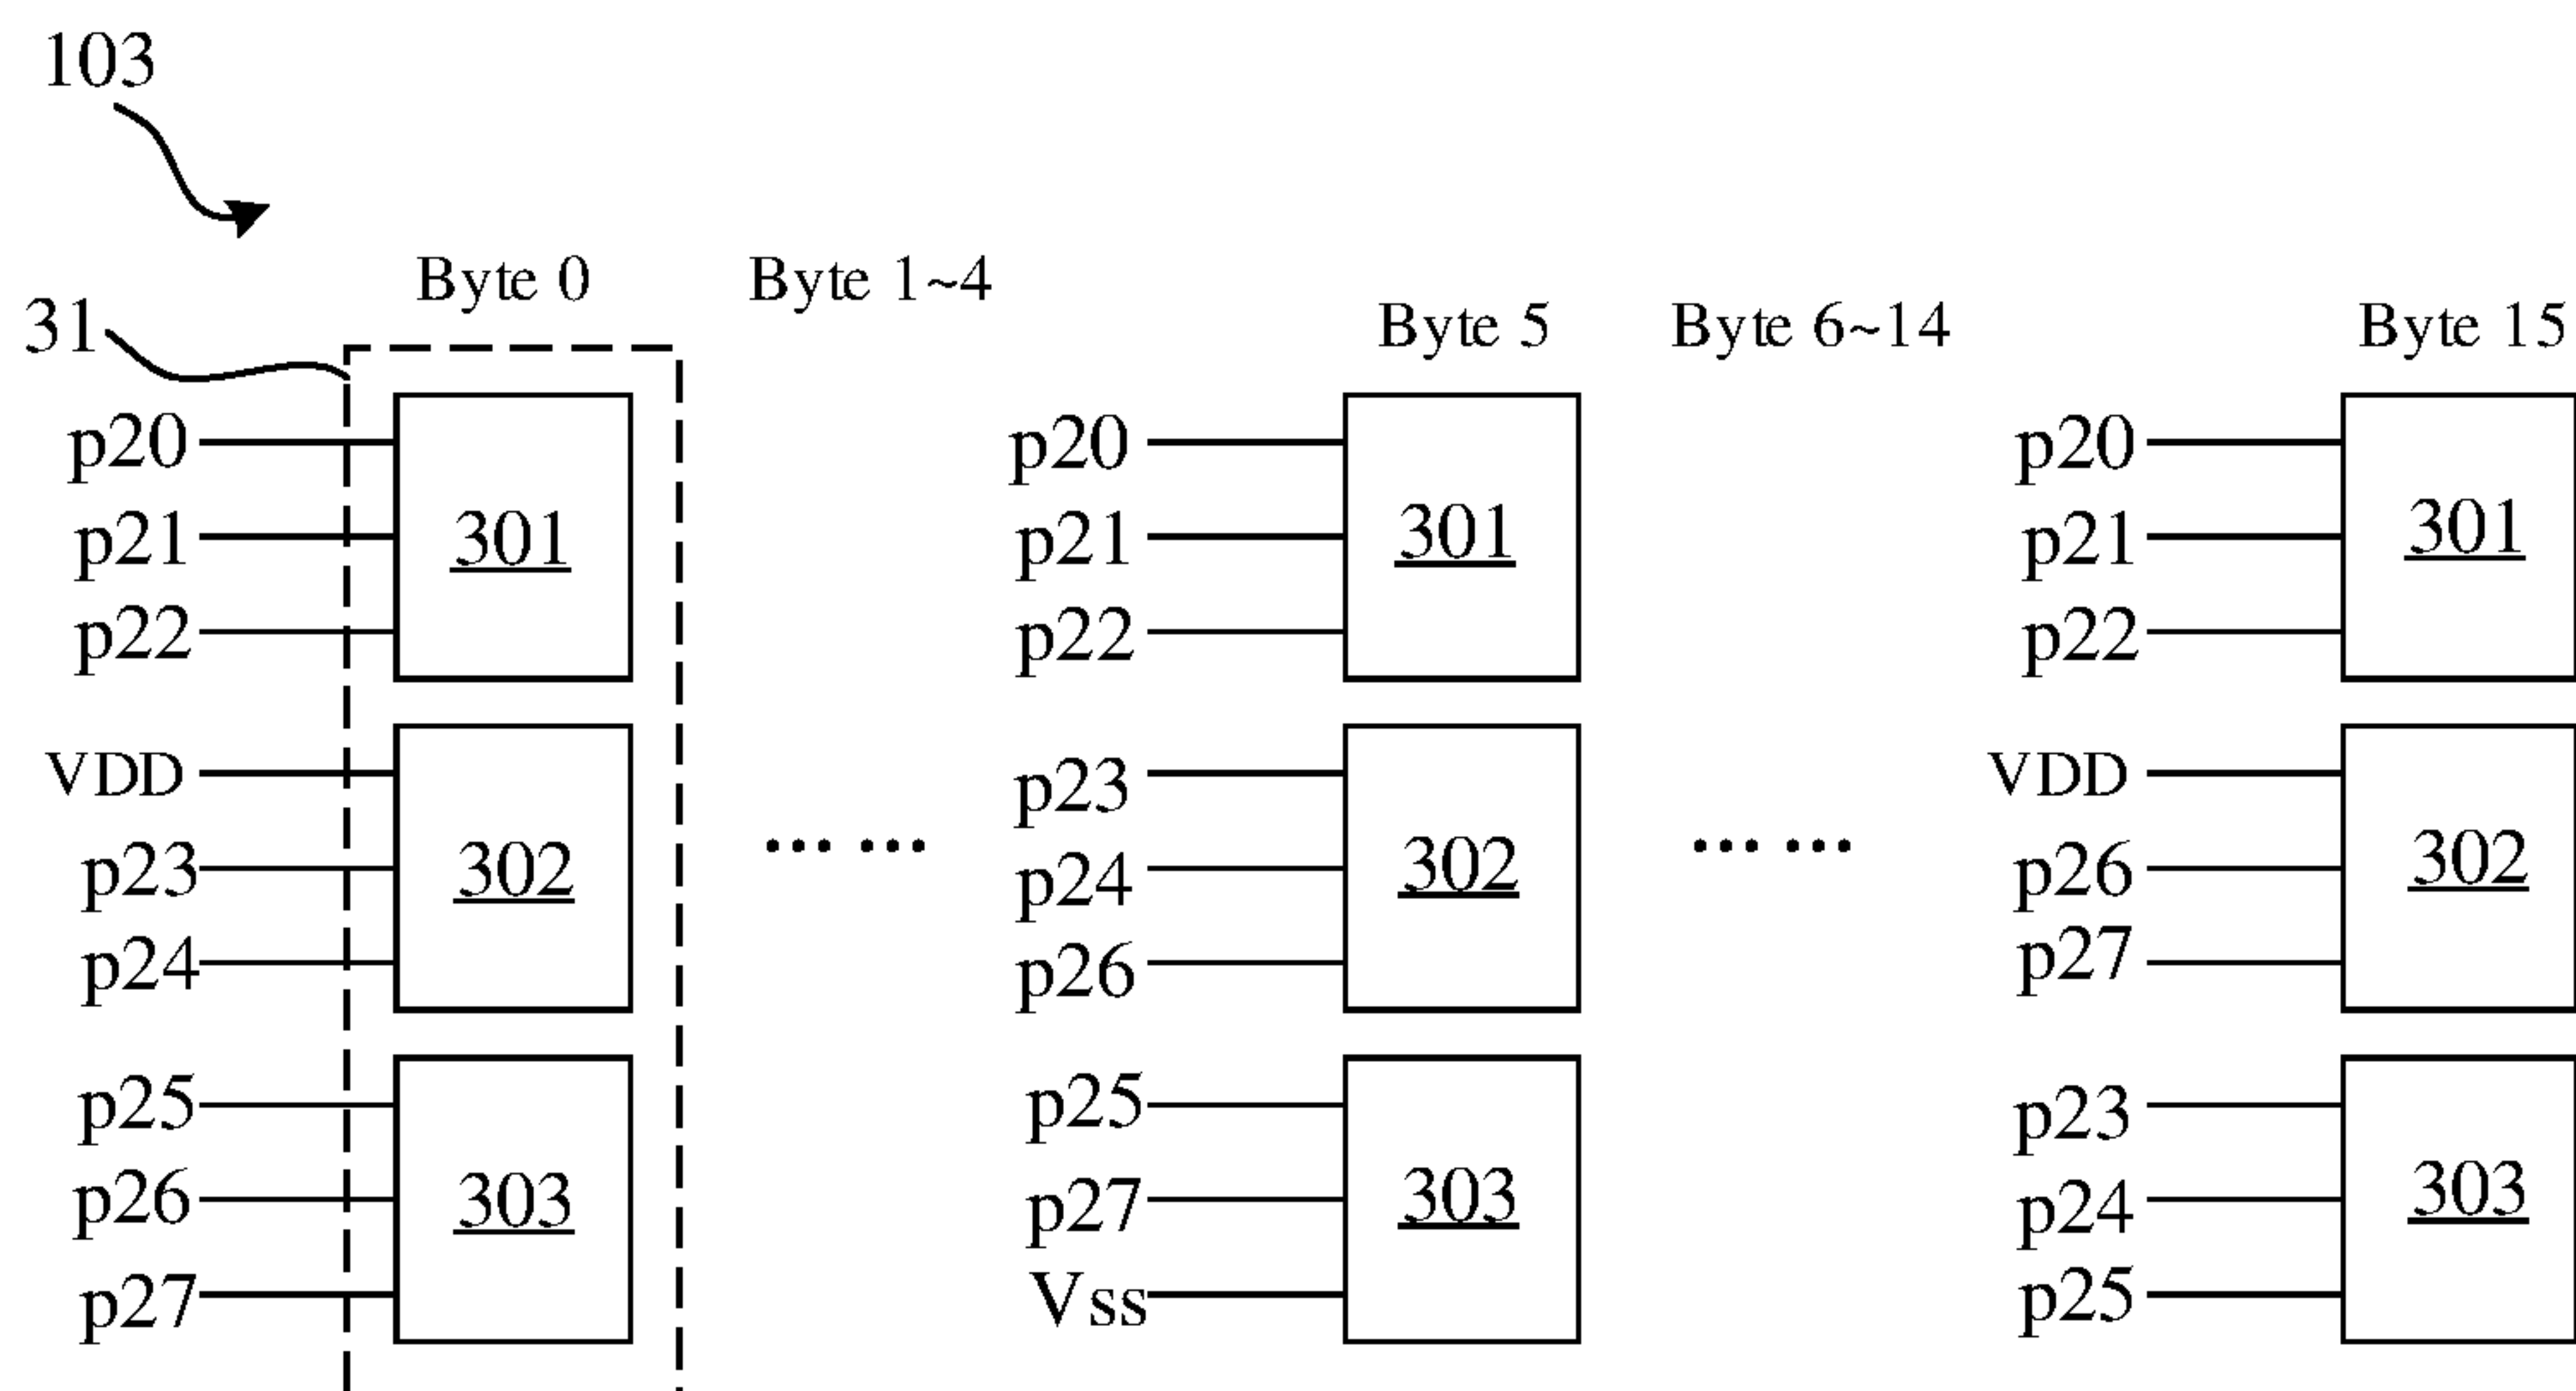 103
Byte 0 Byte 1~4
31 Byte 5 Byte 6~14 Byte 15
p20 p20 p20
p21 301 p21 301 p21 301
p22 p22 p22
VDD p23 VDD
p23 302 p24 302 p26 302
p24 p26 p27
p25 p25 p23
p26 303 p27 303 p24 303
p27 Vss p25